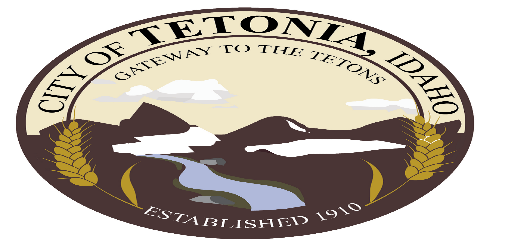 CITY OF TETONIA, IDAHO
GATEWAY TO THE TETONS
ESTABLISHED 1910